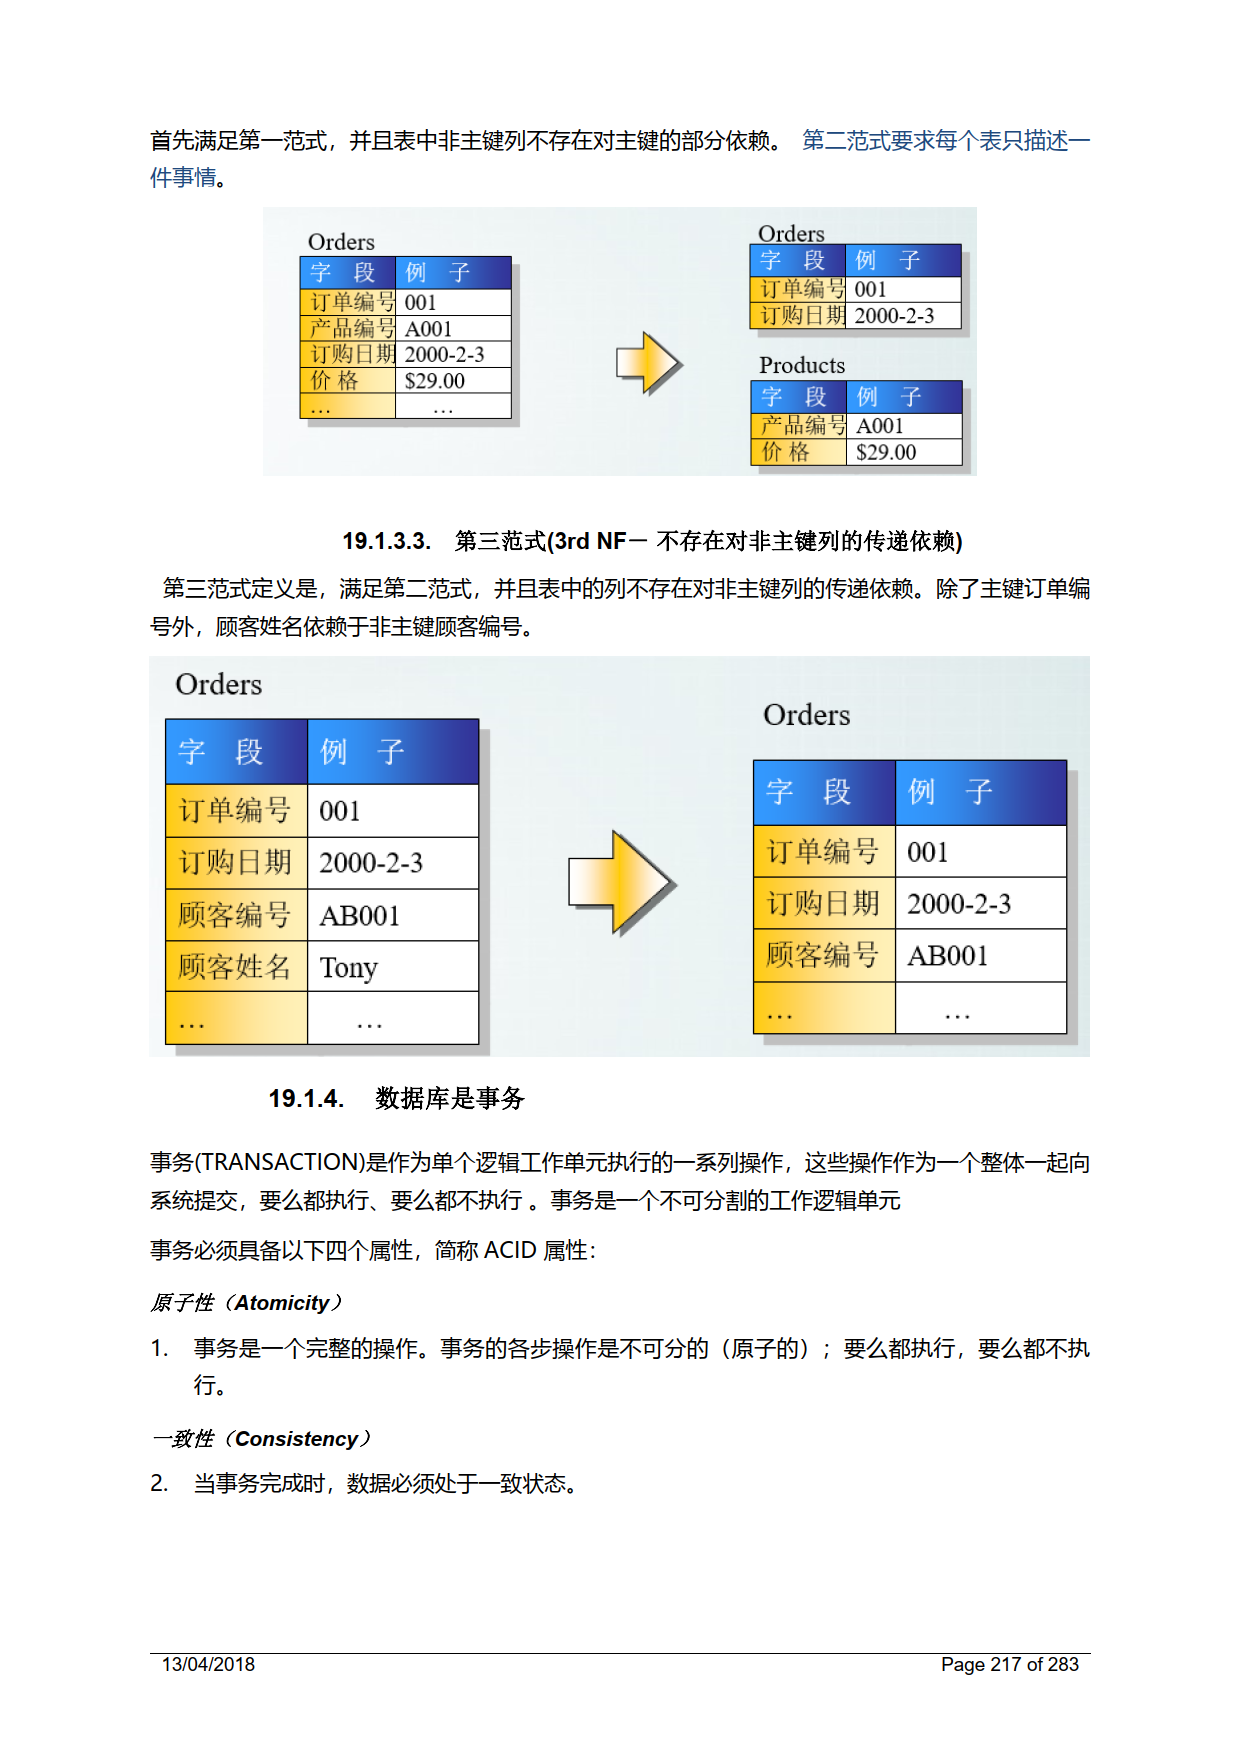 首先满足第一范式，并且表中非主键列不存在对主键的部分依赖。 第二范式要求每个表只描述一
件事情。
Orders
字 段 例 子
订单编号 001
产品编号 A001
订购日期 2000-2-3
价 格 $29.00
… …
Orders
字 段 例 子
订单编号 001
订购日期 2000-2-3
Products
字 段 例 子
产品编号 A001
价 格 $29.00
19.1.3.3. 第三范式(3rd NF－ 不存在对非主键列的传递依赖)
第三范式定义是，满足第二范式，并且表中的列不存在对非主键列的传递依赖。除了主键订单编
号外，顾客姓名依赖于非主键顾客编号。
Orders
字 段 例 子
订单编号 001
订购日期 2000-2-3
顾客编号 AB001
顾客姓名 Tony
… …
Orders
字 段 例 子
订单编号 001
订购日期 2000-2-3
顾客编号 AB001
… …
19.1.4. 数据库是事务
事务(TRANSACTION)是作为单个逻辑工作单元执行的一系列操作，这些操作作为一个整体一起向
系统提交，要么都执行、要么都不执行 。事务是一个不可分割的工作逻辑单元
事务必须具备以下四个属性，简称 ACID 属性：
原子性（Atomicity）
1. 事务是一个完整的操作。事务的各步操作是不可分的（原子的）；要么都执行，要么都不执
行。
一致性（Consistency）
2. 当事务完成时，数据必须处于一致状态。
13/04/2018 Page 217 of 283